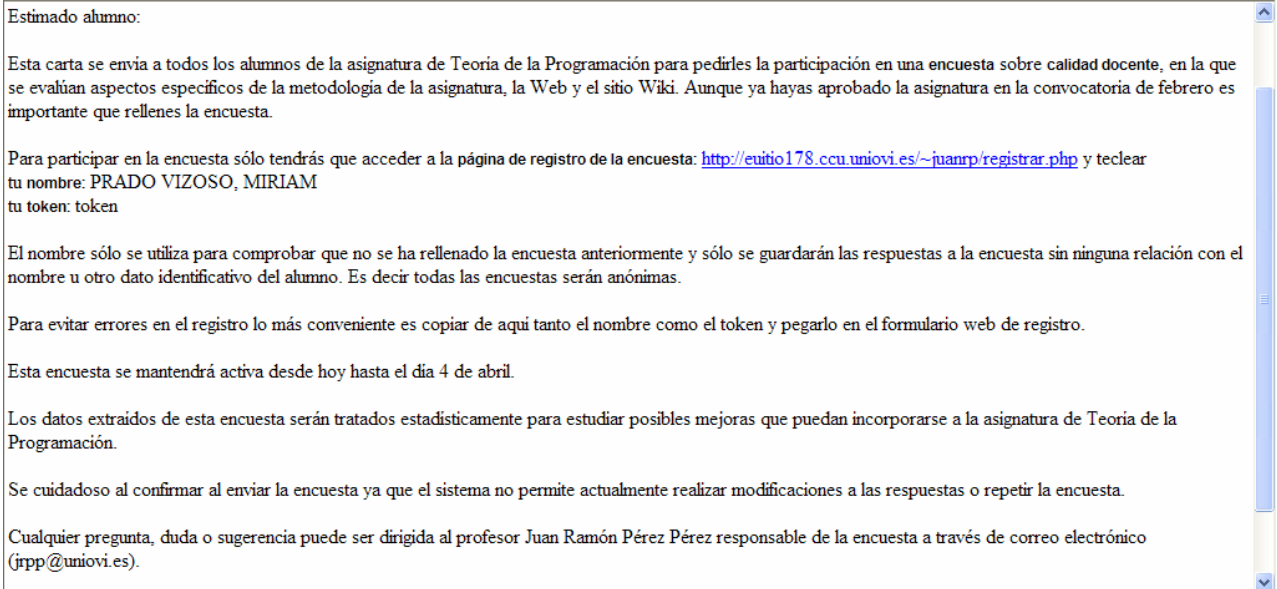 Estimado alumno:
Esta carta se envia a todos los alumnos de la asignatura de Teoria de la Programación para pedirles la participación en una encuesta sobre calidad docente, en la que
se evalúan aspectos especificos de la metodologia de la asignatura, la Web y el sitio Wiki. Aunque ya hayas aprobado la asignatura en la convocatoria de febrero es
importante que rellenes la encuesta.
Para participar en la encuesta sólo tendrás que acceder a la página de registro de la encuesta: http://euitio178.ccu.uniovi.es/~juanrp/registrar.php y teclear
tu nombre: PRADO VIZOSO, MIRIAM
tu token: token
El nombre sólo se utiliza para comprobar que no se ha rellenado la encuesta anteriormente y sólo se guardarán las respuestas a la encuesta sin ninguna relación con el
nombre u otro dato identificativo del alumno. Es decir todas las encuestas serán anónimas.
Para evitar errores en el registro lo más conveniente es copiar de aqui tanto el nombre como el token y pegarlo en el formulario web de registro.
Esta encuesta se mantendrá activa desde hoy hasta el dia 4 de abril.
Los datos extraidos de esta encuesta serán tratados estadisticamente para estudiar posibles mejoras que puedan incorporarse a la asignatura de Teoria de la
Programación.
Se cuidadoso al confirmar al enviar la encuesta ya que el sistema no permite actualmente realizar modificaciones a las respuestas o repetir la encuesta.
Cualquier pregunta, duda o sugerencia puede ser dirigida al profesor Juan Ramón Pérez Pérez responsable de la encuesta a través de correo electrónico
(jrpp@uniovi.es).